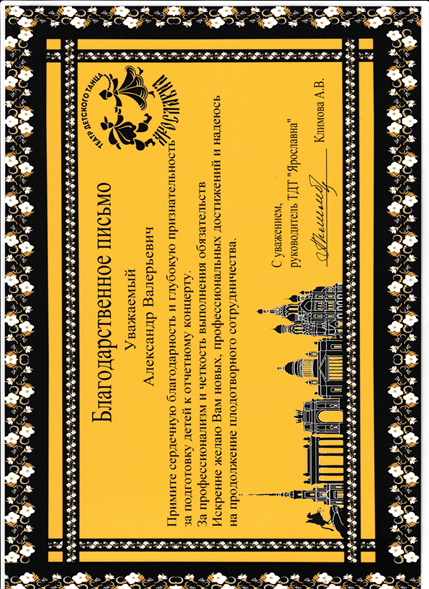 ТЕАТР ДЕТСКОГО ТАНЦА
ЯРОСЛАВНА
Благодарственное письмо
Уважаемый
Александр Валерьевич
Примите сердечную благодарность и глубокую признательность
за подготовку детей к отчетному концерту.
За профессионализм и четкость выполнения обязательств
Искренне желаю Вам новых, профессиональных достижений и надеюсь
на продолжение плодотворного сотрудничества.
С уважением,
руководитель ТДТ "Ярославна"
Климова А.В.